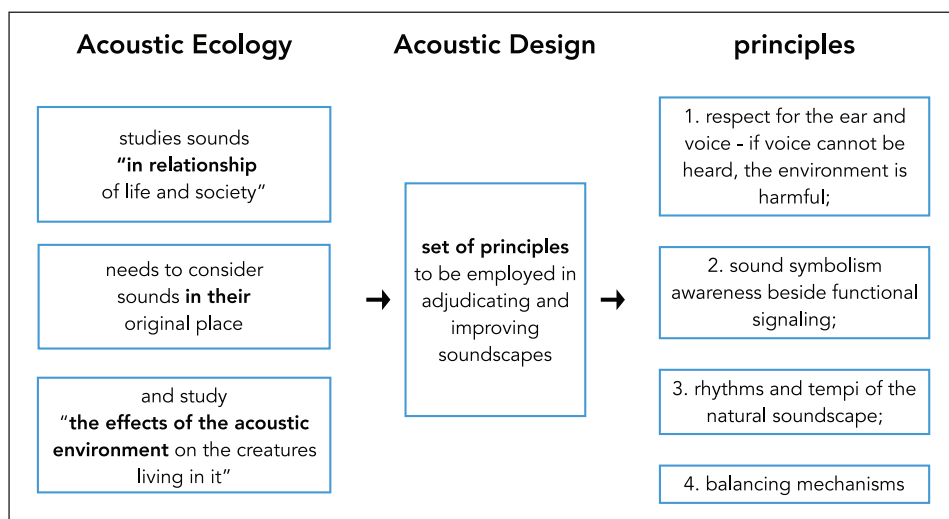 Acoustic Ecology
studies sounds
“in relationship
of life and society”
needs to consider
sounds in their
original place
and study
“the effects of the acoustic
environment on the creatures
living in it”
Acoustic Design
set of principles
to be employed in
adjudicating and
improving
soundscapes
principles
1. respect for the ear and
voice - if voice cannot be
heard, the environment is
harmful;
2. sound symbolism
awareness beside functional
signaling;
3. rhythms and tempi of the
natural soundscape;
4. balancing mechanisms